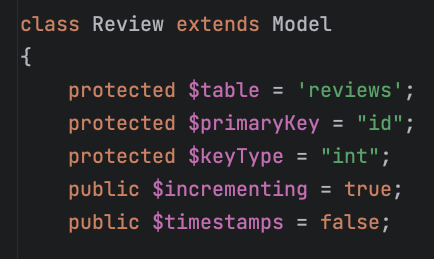 class Review extends Model
{
    protected $table = 'reviews';
    protected $primaryKey = "id";
    protected $keyType = "int";
    public $incrementing = true;
    public $timestamps = false;